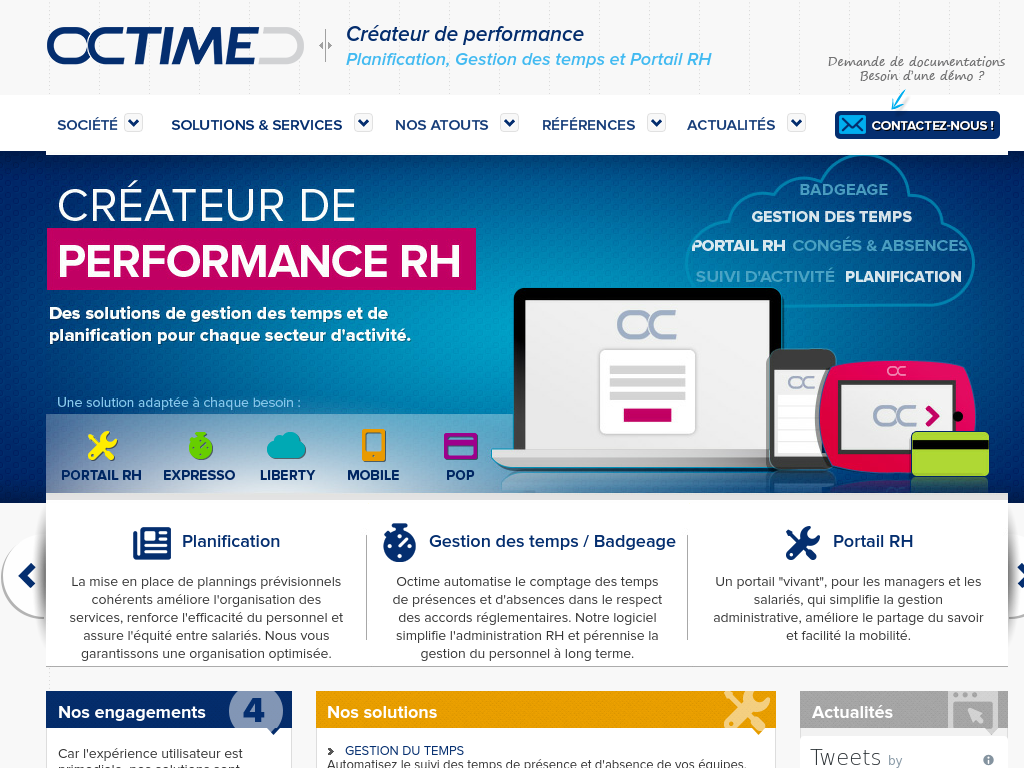 OCTIME
Créateur de performance
Planification, Gestion des temps et Portail RH
Demande de documentations
Besoin d'une démo ?
SOCIÉTÉ SOLUTIONS & SERVICES NOS ATOUTS RÉFÉRENCES ACTUALITÉS CONTACTEZ-NOUS !
CRÉATEUR DE
PERFORMANCE RH
Des solutions de gestion des temps et de
planification pour chaque secteur d'activité.
BADGEAGE
GESTION DES TEMPS
PORTAIL RH CONGÉS & ABSENCES
SUIVI D'ACTIVITÉ PLANIFICATION
OC
OC
OC
OC
Une solution adaptée à chaque besoin :
PORTAIL RH EXPRESSO LIBERTY MOBILE POP
Planification
La mise en place de plannings prévisionnels
cohérents améliore l'organisation des
services, renforce l'efficacité du personnel et
assure l'équité entre salariés. Nous vous
garantissons une organisation optimisée.
Gestion des temps / Badgeage
Octime automatise le comptage des temps
de présences et d'absences dans le respect
des accords réglementaires. Notre logiciel
simplifie l'administration RH et pérennise la
gestion du personnel à long terme.
Portail RH
Un portail "vivant", pour les managers et les
salariés, qui simplifie la gestion
administrative, améliore le partage du savoir
et facilité la mobilité.
Nos engagements 4
Car l'expérience utilisateur est
primordiale, nos solutions sont
Nos solutions
GESTION DU TEMPS
Automatisez le suivi des temps de présence et d'absence de vos équipes.
Actualités
Tweets by